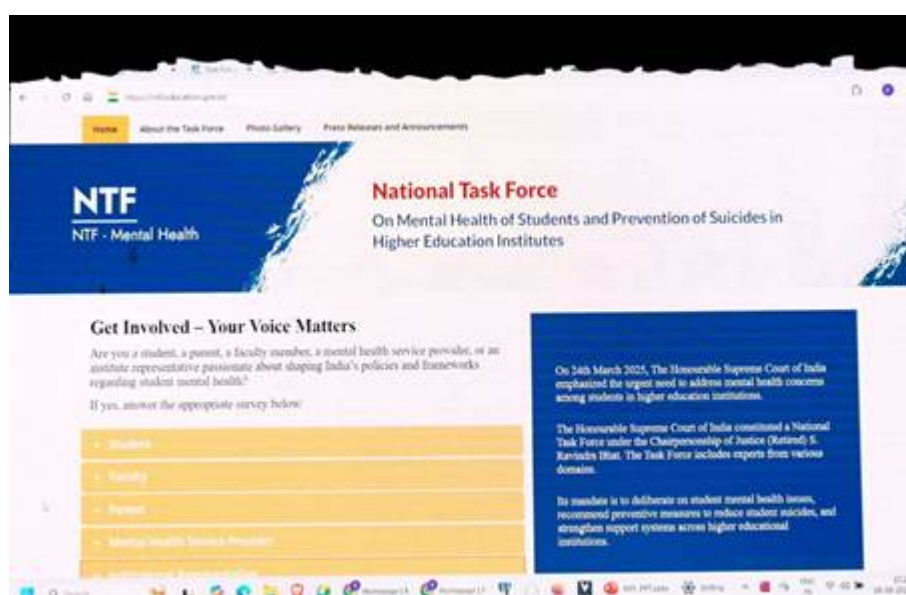 Home About the Task Force Photo Gallery Press Releases and Announcements
NTF
NTF - Mental Health
National Task Force
On Mental Health of Students and Prevention of Suicides in
Higher Education Institutes
Get Involved – Your Voice Matters
Are you a student, a parent, a faculty member, a mental health service provider, or an
institute representative passionate about shaping India's policies and frameworks
regarding student mental health?
If yes, answer the appropriate survey below:
Student
Faculty
Parent
Mental Health Service Provider
On 24th March 2025, The Honourable Supreme Court of India
emphasized the urgent need to address mental health concerns
among students in higher education institutions.
The Honourable Supreme Court of India constituted a National
Task Force under the Chairpersonship of Justice (Retired) S.
Ravindra Bhat. The Task Force includes experts from various
domains.
Its mandate is to deliberate on student mental health issues,
recommend preventive measures to reduce student suicides, and
strengthen support systems across higher educational
institutions.